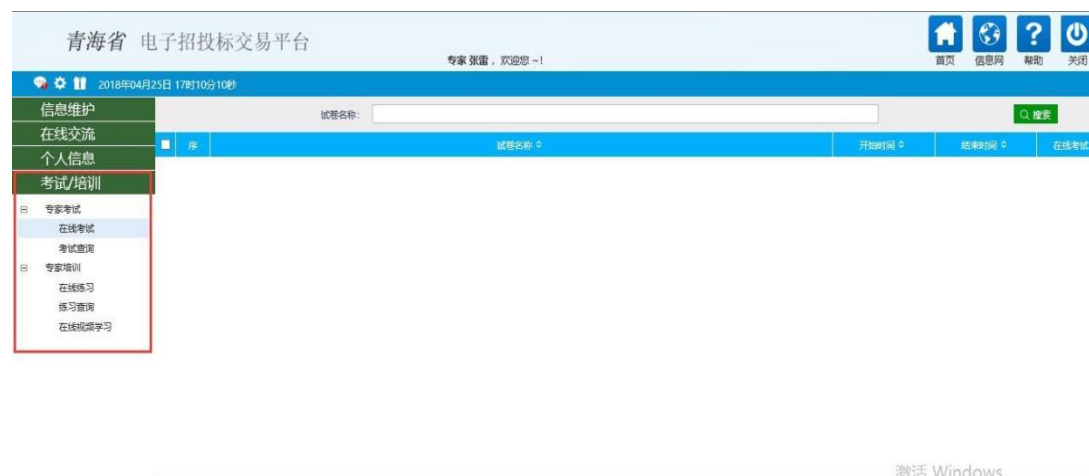 青海省 电子招投标交易平台
专家 张雷，欢迎您 ~!
首页 信息网 帮助 关闭
2018年04月25日 17时10分10秒
信息维护
在线交流
个人信息
考试/培训
专家考试
在线考试
考试查询
专家培训
在线练习
练习查询
在线视频学习
试卷名称：
搜索
序 试卷名称 开始时间 结束时间 在线考试
激活 Windows